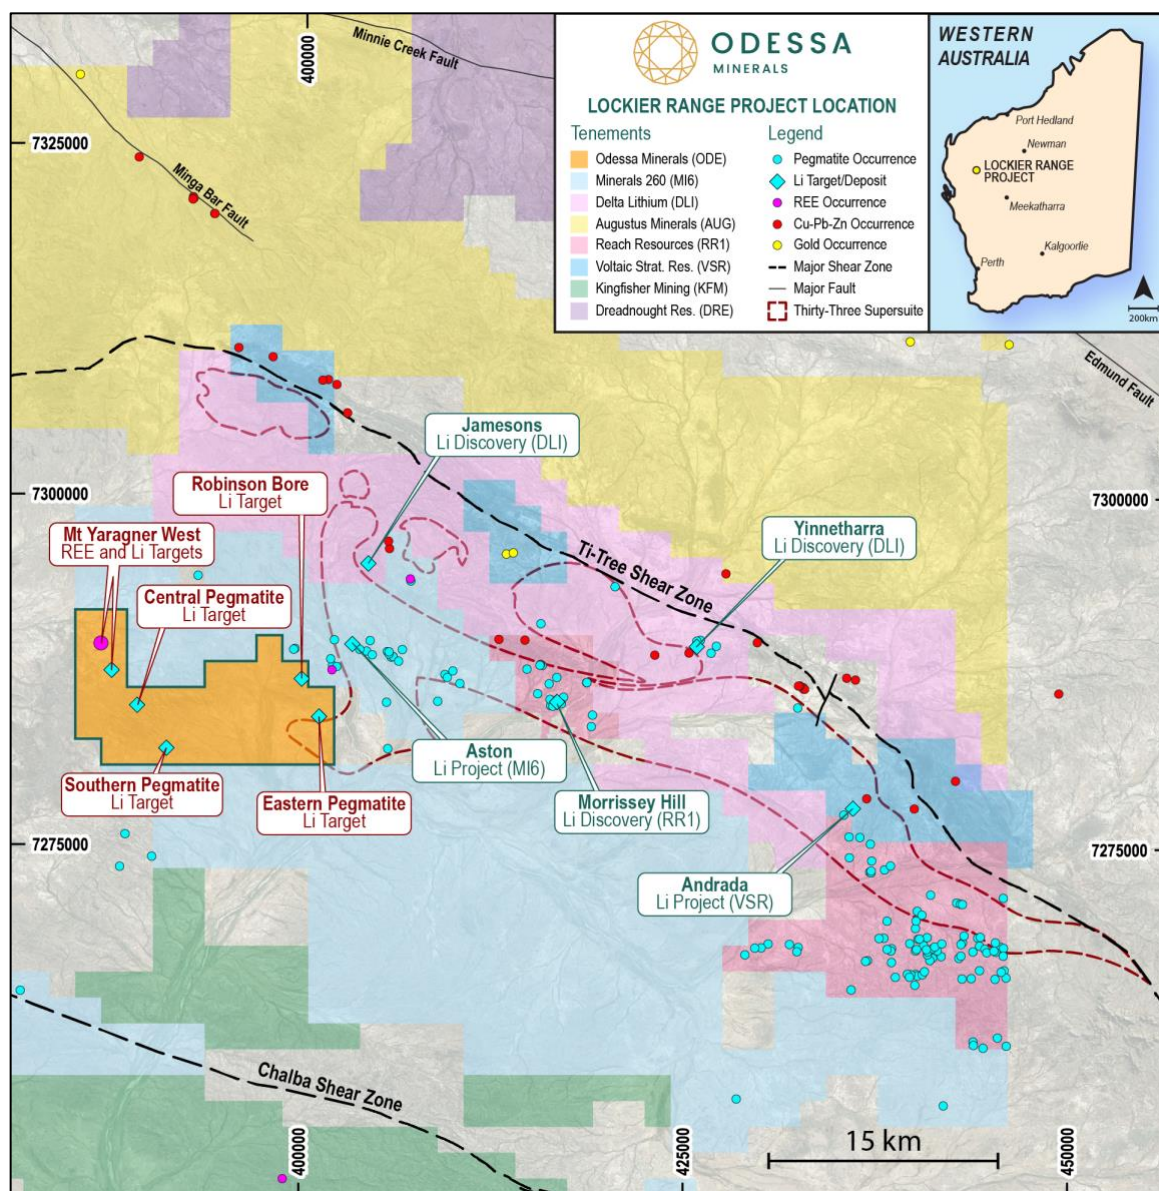 Minnie Creek Fault
400000
7325000
Minga Bar Fault
ODESSA
MINERALS
LOCKIER RANGE PROJECT LOCATION
Tenements
Odessa Minerals (ODE)
Minerals 260 (MI6)
Delta Lithium (DLI)
Augustus Minerals (AUG)
Reach Resources (RR1)
Voltaic Strat. Res. (VSR)
Kingfisher Mining (KFM)
Dreadnought Res. (DRE)
Legend
Pegmatite Occurrence
Li Target/Deposit
REE Occurrence
Cu-Pb-Zn Occurrence
Gold Occurrence
Major Shear Zone
Major Fault
Thirty-Three Supersuite
WESTERN
AUSTRALIA
Port Hedland
Newman
LOCKIER RANGE
PROJECT
Meekatharra
Kalgoorlie
Perth
200km
Edmund Fault
Jamesons
Li Discovery (DLI)
Robinson Bore
Li Target
7300000
7300000
Mt Yaragner West
REE and Li Targets
Yinnetharra
Li Discovery (DLI)
Ti-Tree Shear Zone
Central Pegmatite
Li Target
Aston
Li Project (MI6)
Southern Pegmatite
Li Target
Eastern Pegmatite
Li Target
Morrissey Hill
Li Discovery (RR1)
7275000
7275000
Andrada
Li Project (VSR)
Chalba Shear Zone
400000
425000
15 km
450000